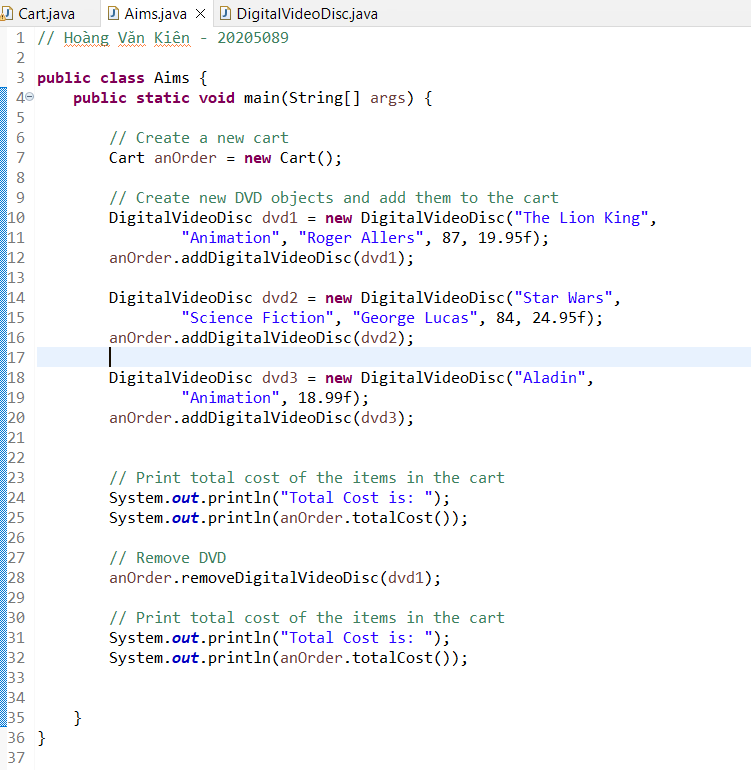 Cart.java Aims.java DigitalVideoDisc.java
1 // Hoàng Văn Kiên - 20205089
2
3 public class Aims {
4 public static void main(String[] args) {
5
6 // Create a new cart
7 Cart anOrder = new Cart();
8
9 // Create new DVD objects and add them to the cart
10 DigitalVideoDisc dvd1 = new DigitalVideoDisc("The Lion King",
11 "Animation", "Roger Allers", 87, 19.95f);
12 anOrder.addDigitalVideoDisc(dvd1);
13
14 DigitalVideoDisc dvd2 = new DigitalVideoDisc("Star Wars",
15 "Science Fiction", "George Lucas", 84, 24.95f);
16 anOrder.addDigitalVideoDisc(dvd2);
17
18 DigitalVideoDisc dvd3 = new DigitalVideoDisc("Aladin",
19 "Animation", 18.99f);
20 anOrder.addDigitalVideoDisc(dvd3);
21
22
23 // Print total cost of the items in the cart
24 System.out.println("Total Cost is: ");
25 System.out.println(anOrder.totalCost());
26
27 // Remove DVD
28 anOrder.removeDigitalVideoDisc(dvd1);
29
30 // Print total cost of the items in the cart
31 System.out.println("Total Cost is: ");
32 System.out.println(anOrder.totalCost());
33
34
35 }
36 }
37